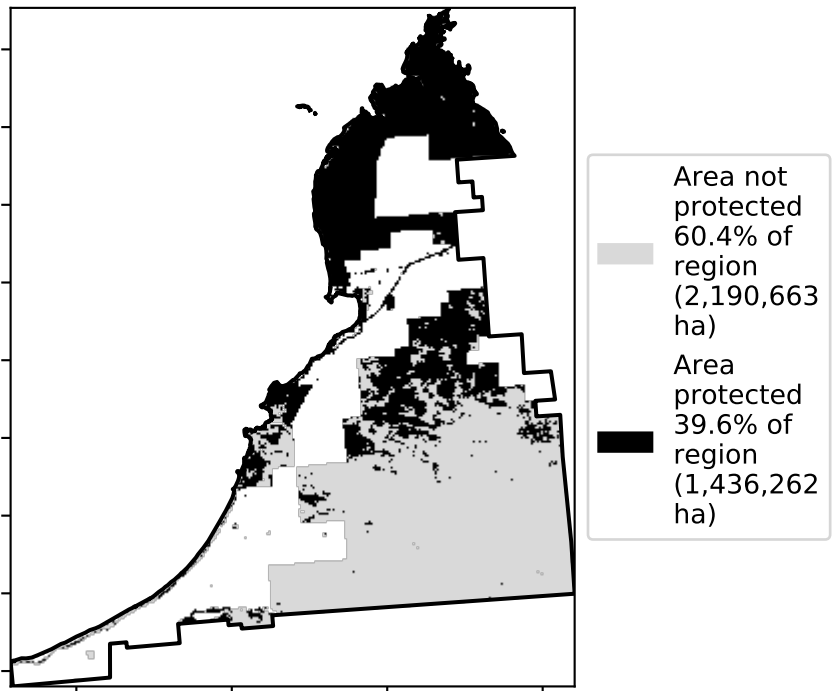 Area not
protected
60.4% of
region
(2,190,663
ha)
Area
protected
39.6% of
region
(1,436,262
ha)